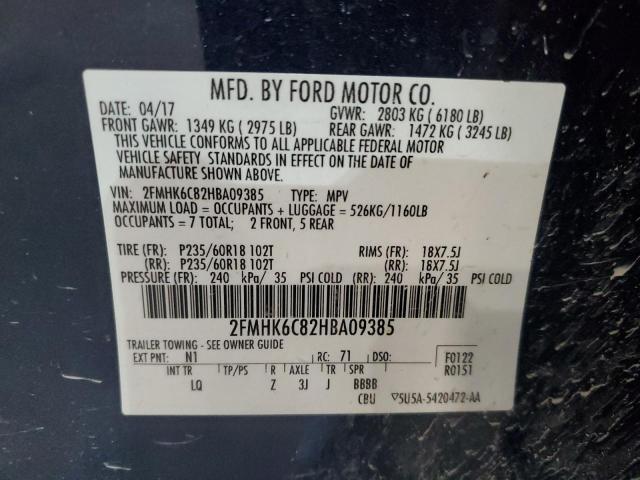 MFD. BY FORD MOTOR CO.
DATE: 04/17 GVWR: 2803 KG ( 6180 LB)
FRONT GAWR: 1349 KG ( 2975 LB) REAR GAWR: 1472 KG ( 3245 LB)
THIS VEHICLE CONFORMS TO ALL APPLICABLE FEDERAL MOTOR
VEHICLE SAFETY STANDARDS IN EFFECT ON THE DATE OF
MANUFACTURE SHOWN ABOVE.
VIN: 2FMHK6C82HBA09385 TYPE: MPV
MAXIMUM LOAD = OCCUPANTS + LUGGAGE = 526KG/1160LB
OCCUPANTS = 7 TOTAL; 2 FRONT, 5 REAR
TIRE (FR): P235/60R18 102T RIMS (FR): 18X7.5J
(RR): P235/60R18 102T (RR): 18X7.5J
PRESSURE (FR): 240 kPa/ 35 PSI COLD (RR): 240 kPa/ 35 PSI COLD
2FMHK6C82HBA09385
TRAILER TOWING - SEE OWNER GUIDE
EXT PNT: N1 RC: 71 DSO: F0122
R0151
INT TR TP/PS R AXLE TR SPR
LQ Z 3J J BBBB
CBU ▽5U5A-5420472-AA